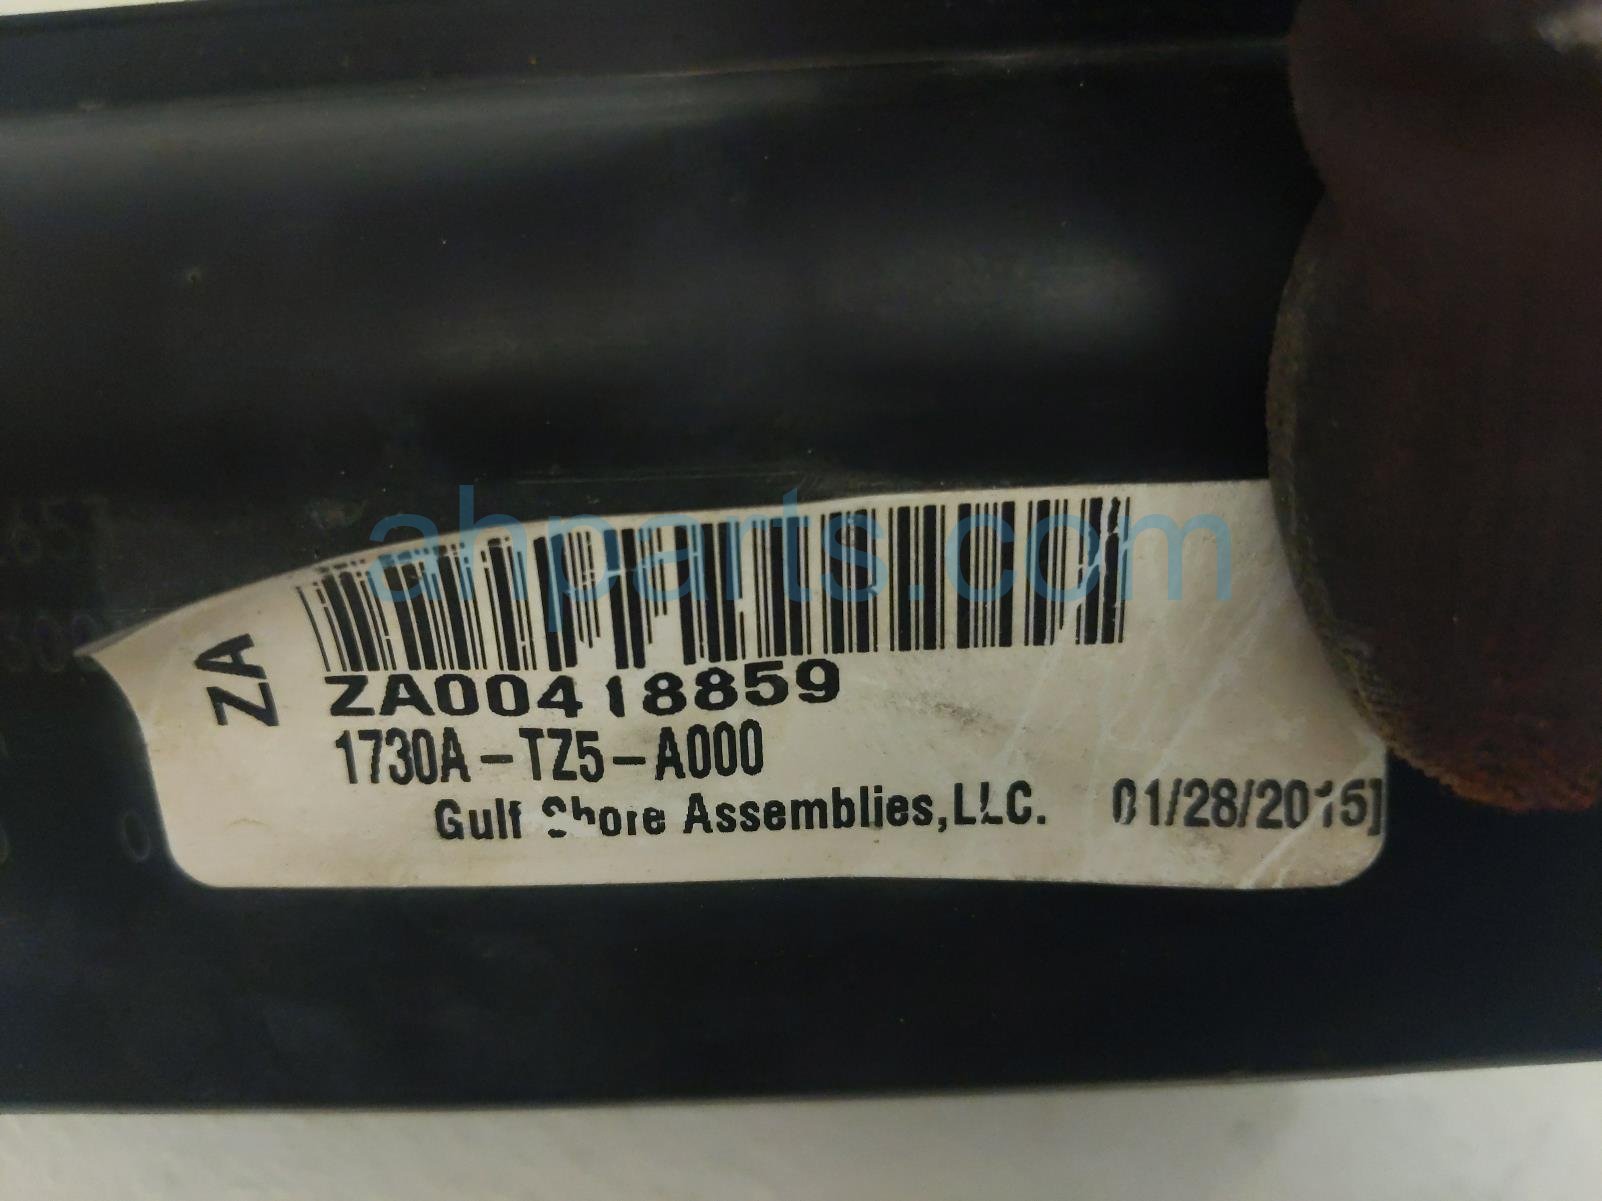 ahparts.com
ZA
ZA00418859
1730A-TZ5-A000
Gulf Shore Assemblies,LLC. 01/28/2015]